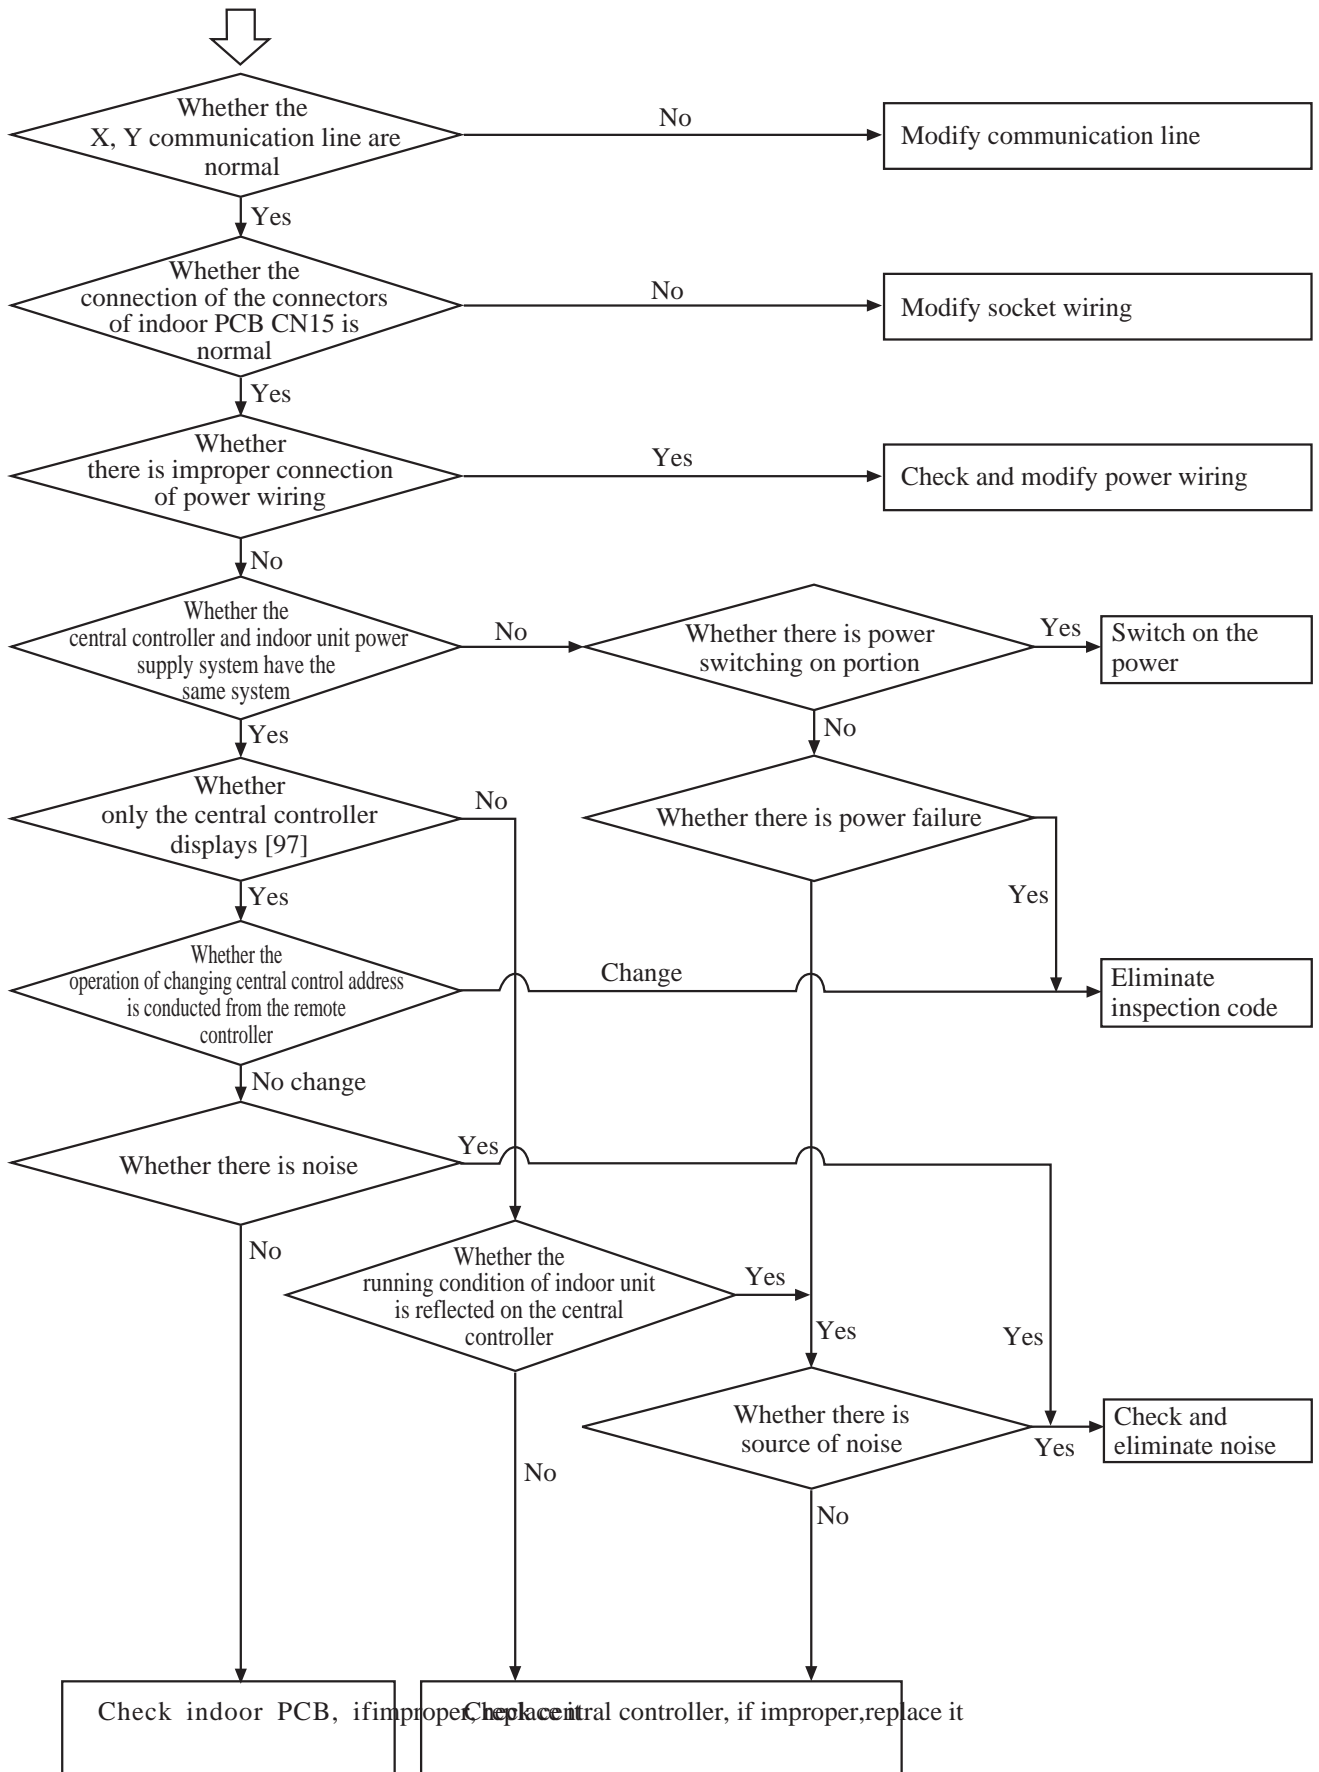 Whether the
X, Y communication line are
normal
No
Modify communication line
Yes
Whether the
connection of the connectors
of indoor PCB CN15 is
normal
No
Modify socket wiring
Yes
Whether
there is improper connection
of power wiring
Yes
Check and modify power wiring
No
Whether the
central controller and indoor unit power
supply system have the
same system
No
Whether there is power
switching on portion
Yes
Switch on the
power
Yes
No
Whether
only the central controller
displays [97]
No
Whether there is power failure
Yes
Yes
Whether the
operation of changing central control address
is conducted from the remote
controller
Change
Eliminate
inspection code
No change
Whether there is noise
Yes
No
Whether the
running condition of indoor unit
is reflected on the central
controller
Yes
Yes
Yes
Whether there is
source of noise
Yes
Check and
eliminate noise
No
No
Check indoor PCB, ifimproper, replace it
Check central controller, if improper,replace it